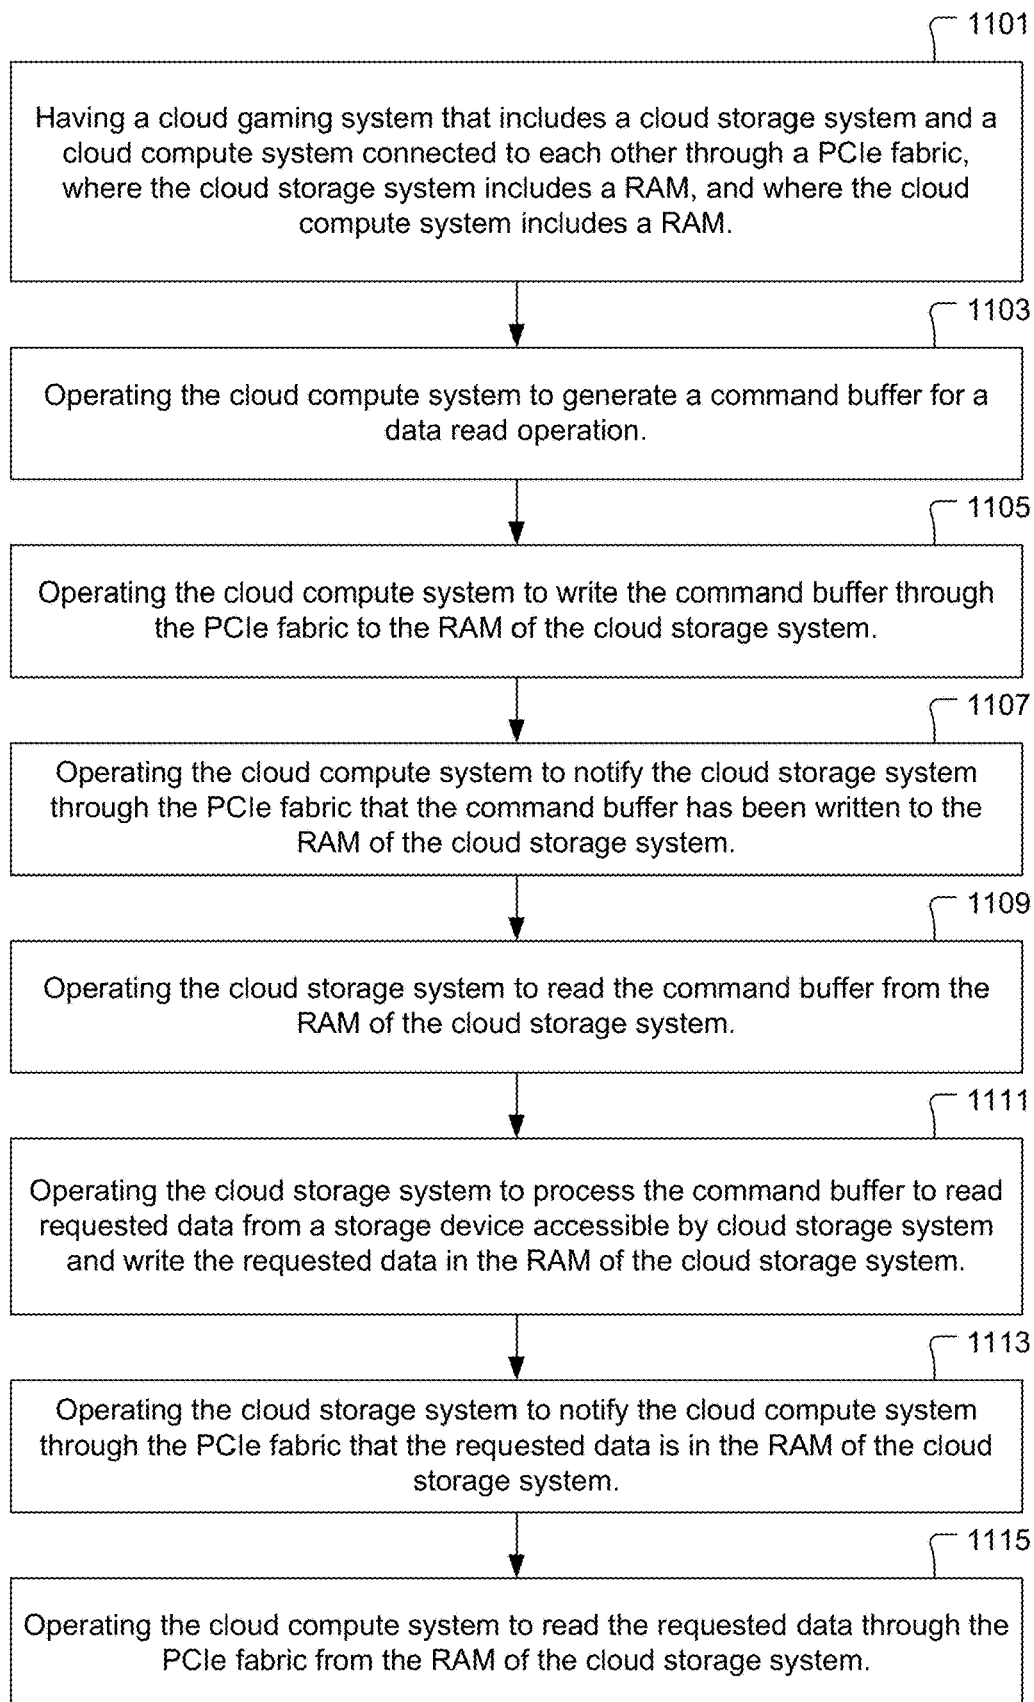 1101
Having a cloud gaming system that includes a cloud storage system and a
cloud compute system connected to each other through a PCIe fabric,
where the cloud storage system includes a RAM, and where the cloud
compute system includes a RAM.
1103
Operating the cloud compute system to generate a command buffer for a
data read operation.
1105
Operating the cloud compute system to write the command buffer through
the PCIe fabric to the RAM of the cloud storage system.
1107
Operating the cloud compute system to notify the cloud storage system
through the PCIe fabric that the command buffer has been written to the
RAM of the cloud storage system.
1109
Operating the cloud storage system to read the command buffer from the
RAM of the cloud storage system.
1111
Operating the cloud storage system to process the command buffer to read
requested data from a storage device accessible by cloud storage system
and write the requested data in the RAM of the cloud storage system.
1113
Operating the cloud storage system to notify the cloud compute system
through the PCIe fabric that the requested data is in the RAM of the cloud
storage system.
1115
Operating the cloud compute system to read the requested data through the
PCIe fabric from the RAM of the cloud storage system.